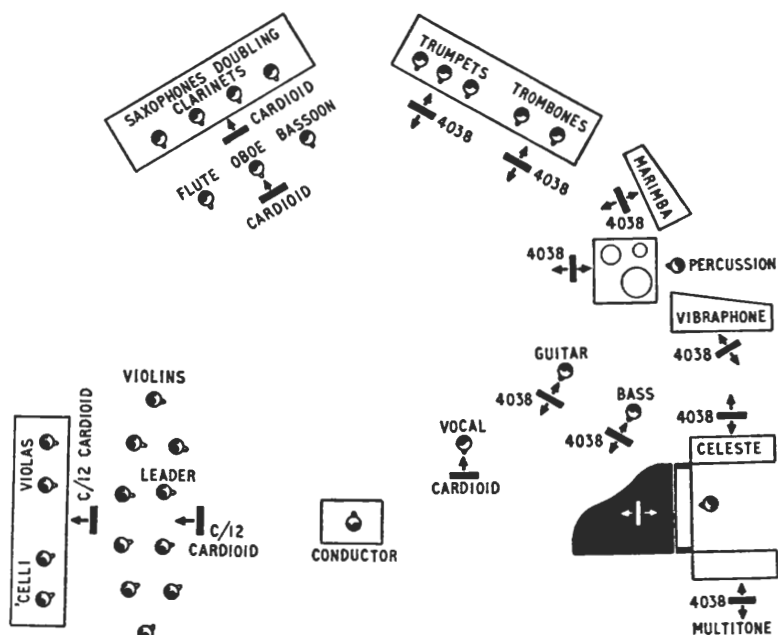 SAXOPHONES DOUBLING
CLARINETS
CARDIOID
FLUTE OBOE BASSOON
CARDIOID
TRUMPETS
TROMBONES
4038
4038
MARIMBA
4038
4038
PERCUSSION
VIBRAPHONE
4038
GUITAR
4038
BASS
4038
4038
CELESTE
VOCAL
CARDIOID
VIOLINS
VIOLAS
C/12 CARDIOID
LEADER
C/12
CARDIOID
'CELLI
CONDUCTOR
4038
MULTITONE